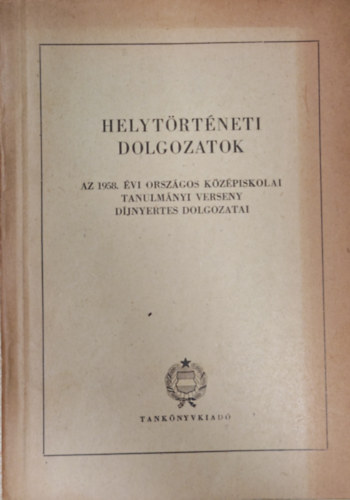 HELYTÖRTÉNETI
DOLGOZATOK
AZ 1958. ÉVI ORSZÁGOS KÖZÉPISKOLAI
TANULMÁNYI VERSENY
DÍJNYERTES DOLGOZATAI
TANKÖNYVKIADÓ